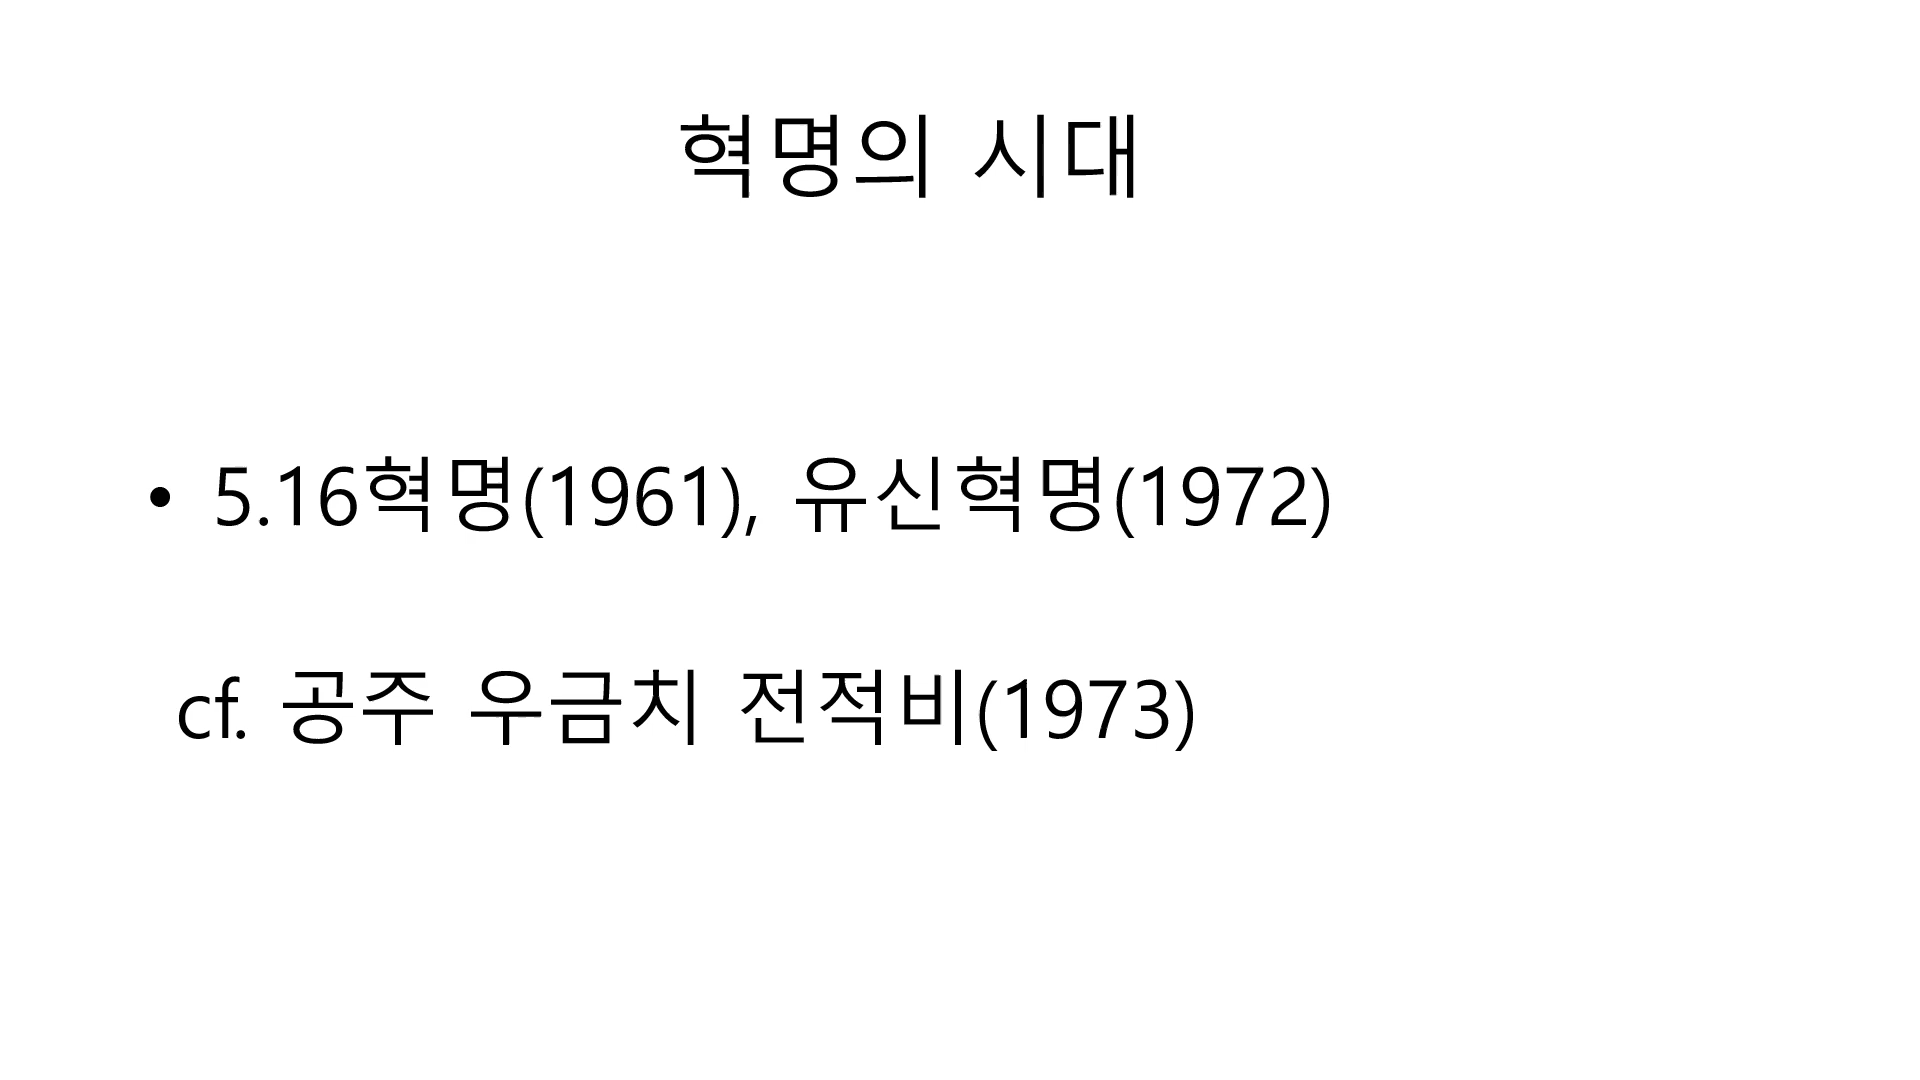 혁명의 시대
• 5.16혁명(1961), 유신혁명(1972)
cf. 공주 우금치 전적비(1973)